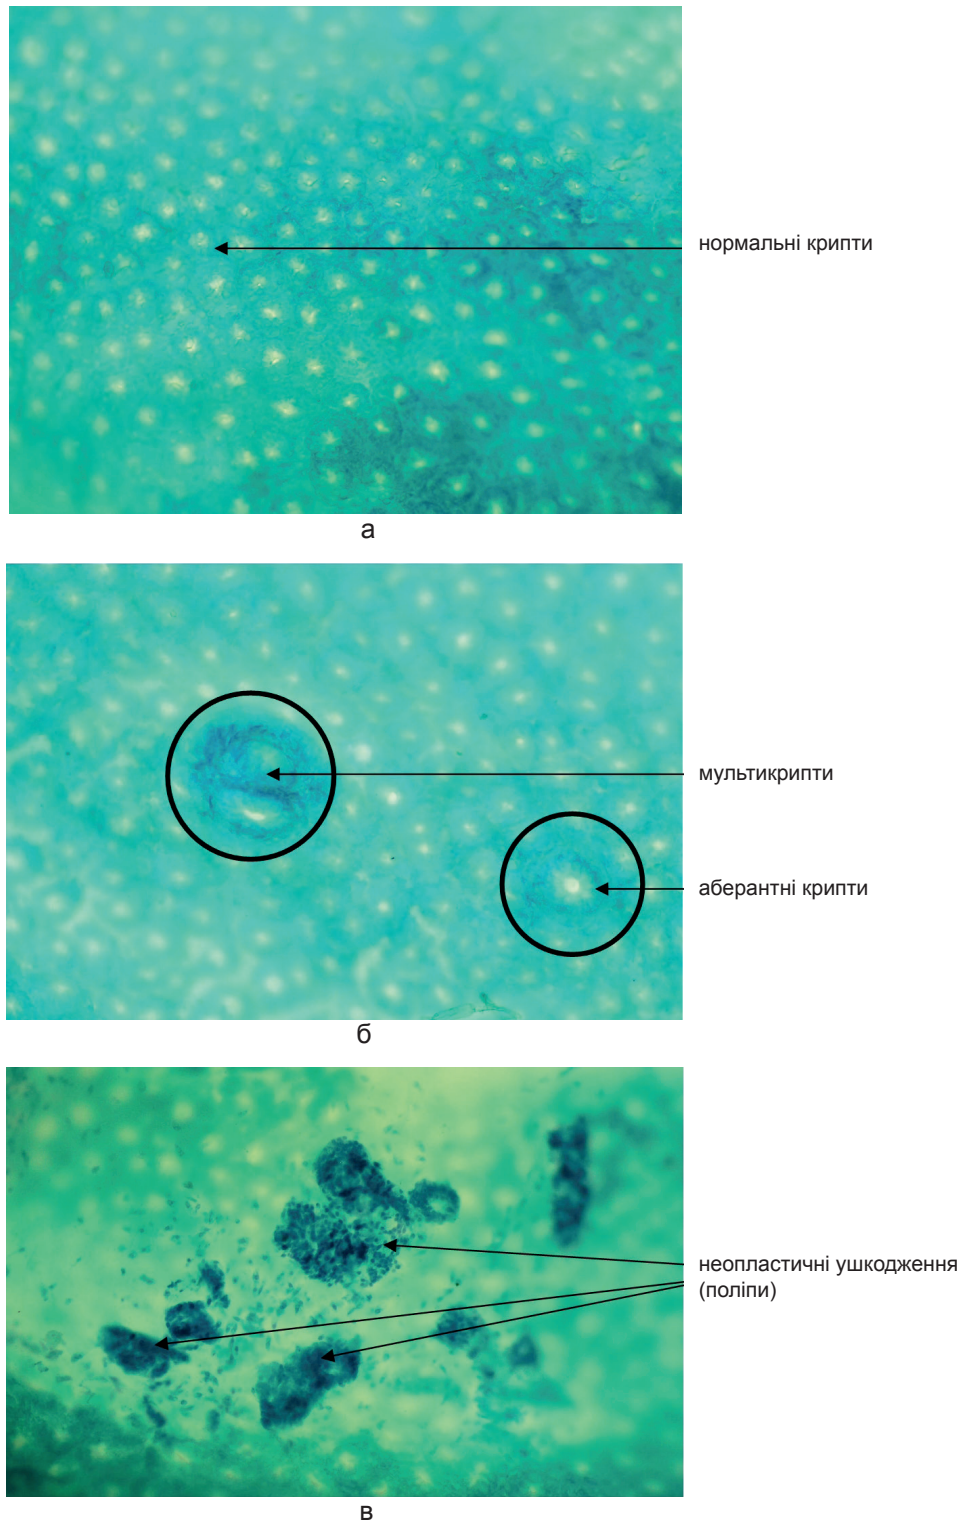 нормальні крипти
а
мультикрипти
аберантні крипти
б
неопластичні ушкодження
(поліпи)
в